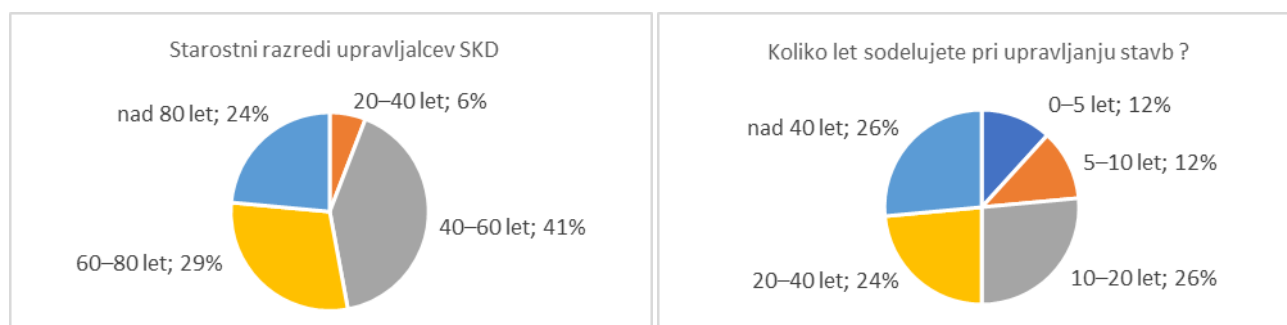 Starostni razredi upravljalcev SKD
20–40 let; 6%
nad 80 let; 24%
40–60 let; 41%
60–80 let; 29%
Koliko let sodelujete pri upravljanju stavb ?
0–5 let; 12%
nad 40 let; 26%
5–10 let; 12%
20–40 let; 24%
10–20 let; 26%